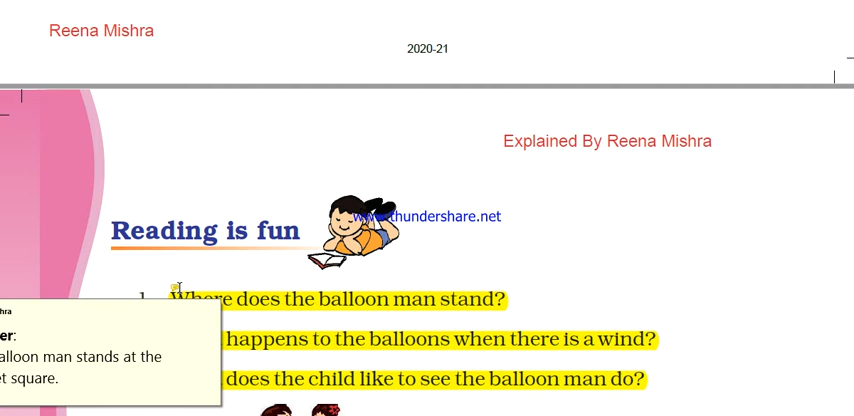 Reena Mishra
2020-21
Explained By Reena Mishra
www.thundershare.net
Reading is fun
1. Where does the balloon man stand?
happens to the balloons when there is a wind?
does the child like to see the balloon man do?
hra
er:
alloon man stands at the
et square.